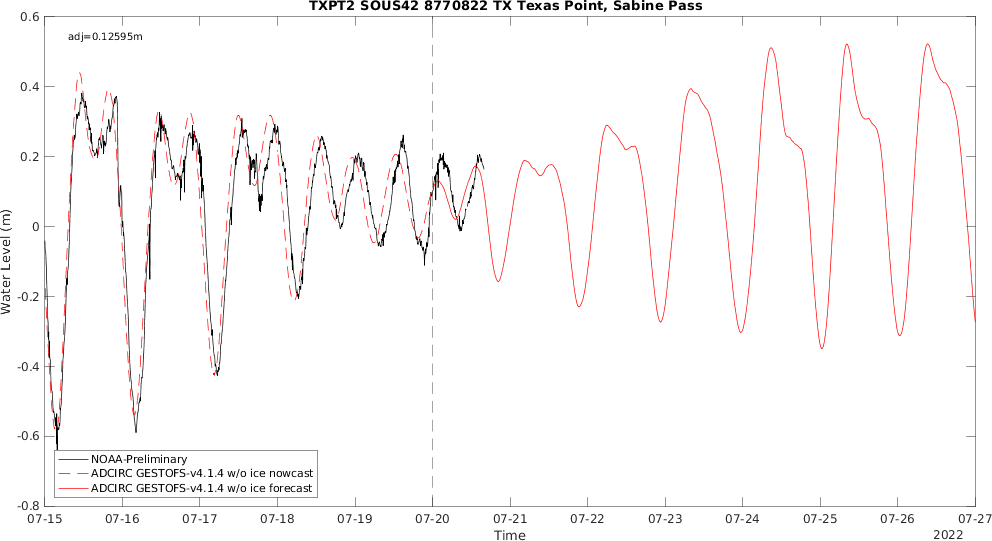 TXPT2 SOUS42 8770822 TX Texas Point, Sabine Pass
adj=0.12595m
0.6
0.4
0.2
0
-0.2
-0.4
-0.6
-0.8
Water Level (m)
NOAA-Preliminary
ADCIRC GESTOFS-v4.1.4 w/o ice nowcast
ADCIRC GESTOFS-v4.1.4 w/o ice forecast
07-15 07-16 07-17 07-18 07-19 07-20 07-21 07-22 07-23 07-24 07-25 07-26 07-27
Time
2022